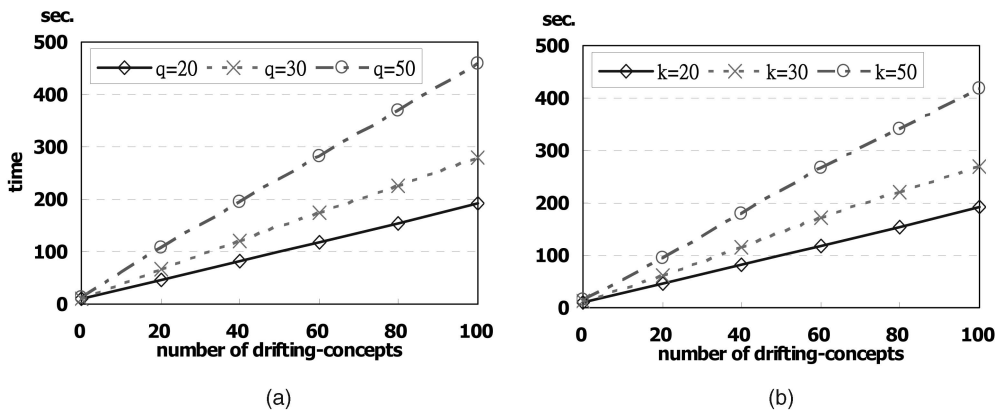 sec.
500
400
300
200
100
0
time
q=20 q=30 q=50
0 20 40 60 80 100
number of drifting-concepts
(a)
sec.
500
400
300
200
100
0
k=20 k=30 k=50
0 20 40 60 80 100
number of drifting-concepts
(b)